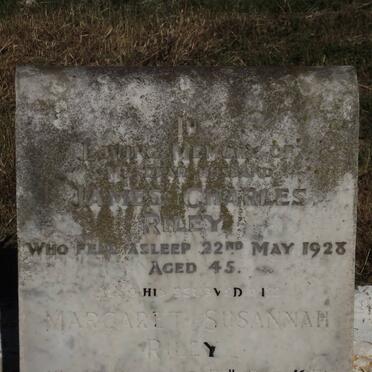 IN
LOVING MEMORY OF
JAMES CHARLES
RILEY
WHO FELL ASLEEP 22ND MAY 1928
AGED 45.
MARGARET SUSANNAH
RILEY